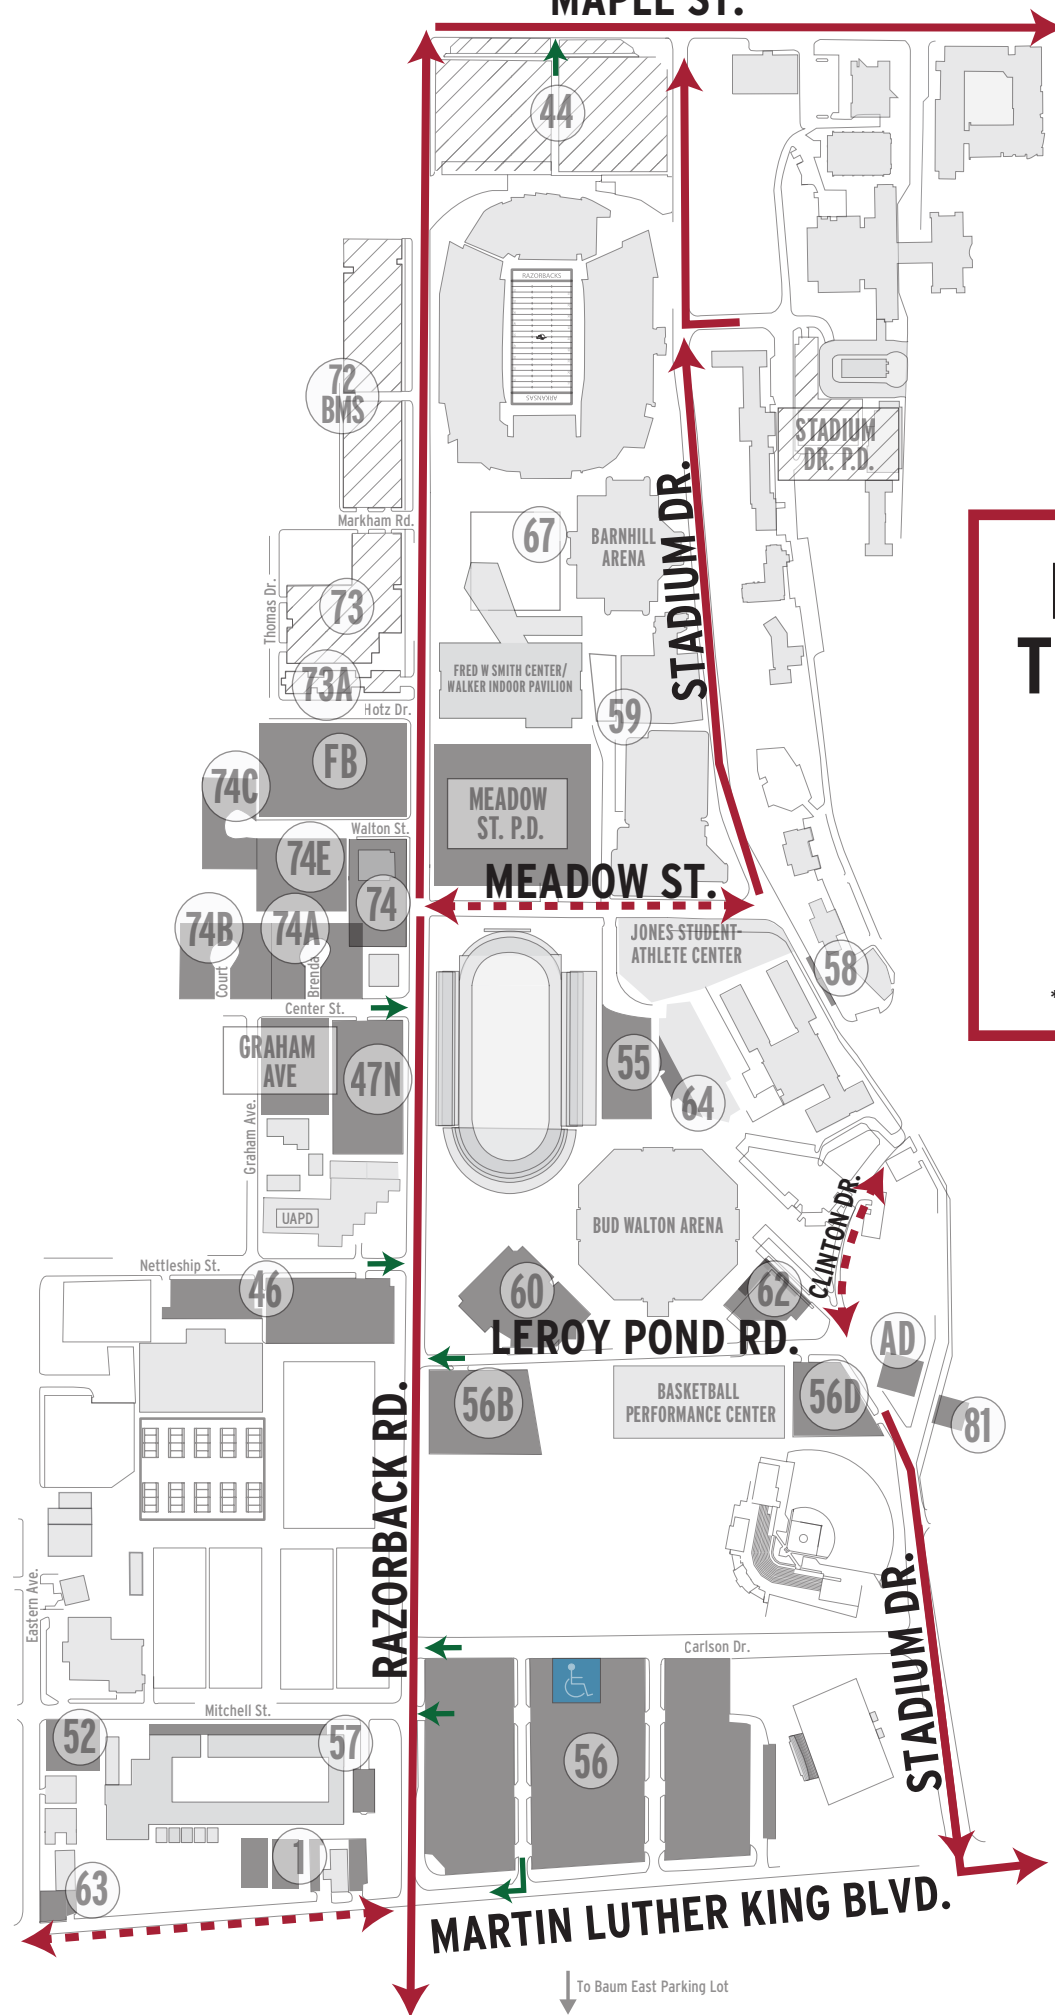 MAPLE ST.
44
RAZORBACKS
ARKANSAS
72
BMS
STADIUM
DR. P.D.
Markham Rd.
67
BARNHILL
ARENA
STADIUM DR.
Thomas Dr.
73
73A
FRED W SMITH CENTER/
WALKER INDOOR PAVILION
Hotz Dr.
59
T
FB
74C
MEADOW
ST. P.D.
Walton St.
74E
74
MEADOW ST.
74B
74A
JONES STUDENT-
ATHLETE CENTER
58
Court
Brenda
*
Center St.
GRAHAM
AVE
47N
55
64
Graham Ave.
UAPD
BUD WALTON ARENA
CLINTON DR.
Nettleship St.
46
60
62
LEROY POND RD.
AD
56B
BASKETBALL
PERFORMANCE CENTER
56D
81
RAZORBACK RD.
Eastern Ave.
STADIUM DR.
Carlson Dr.
Mitchell St.
52
57
56
1
63
MARTIN LUTHER KING BLVD.
To Baum East Parking Lot